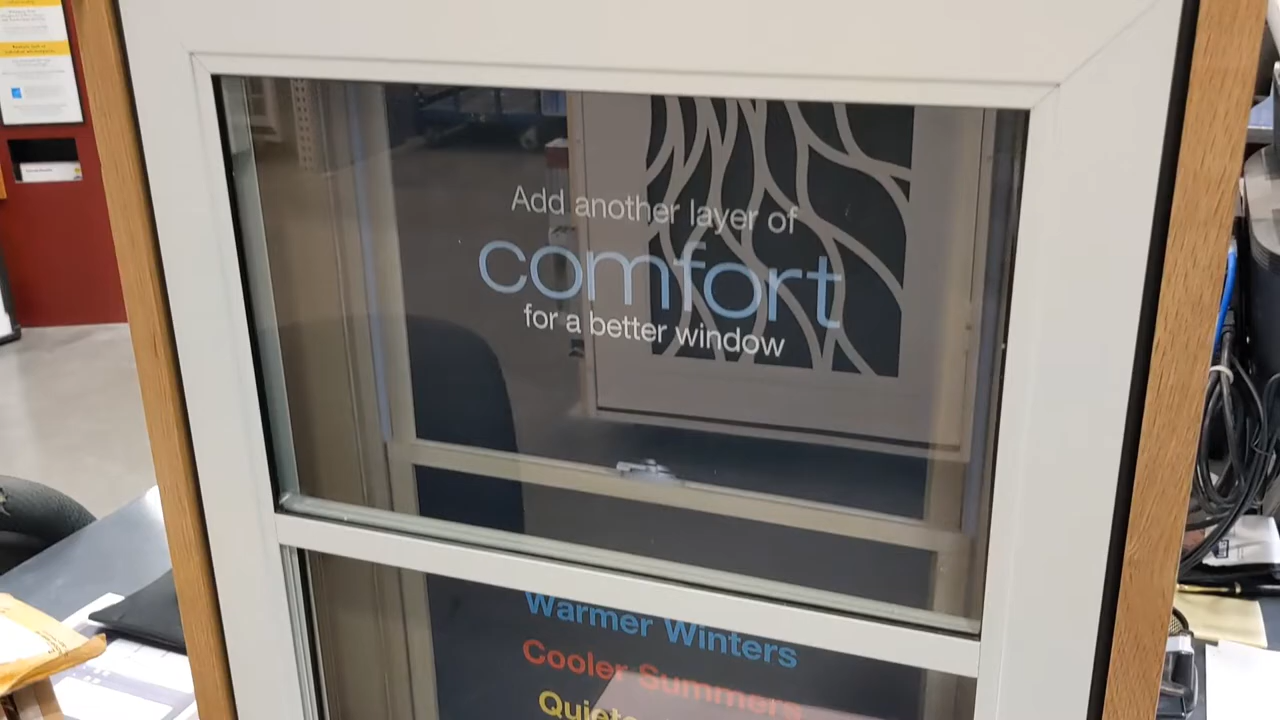 Add another layer of
comfort
for a better window
Warmer Winters
Cooler Summers